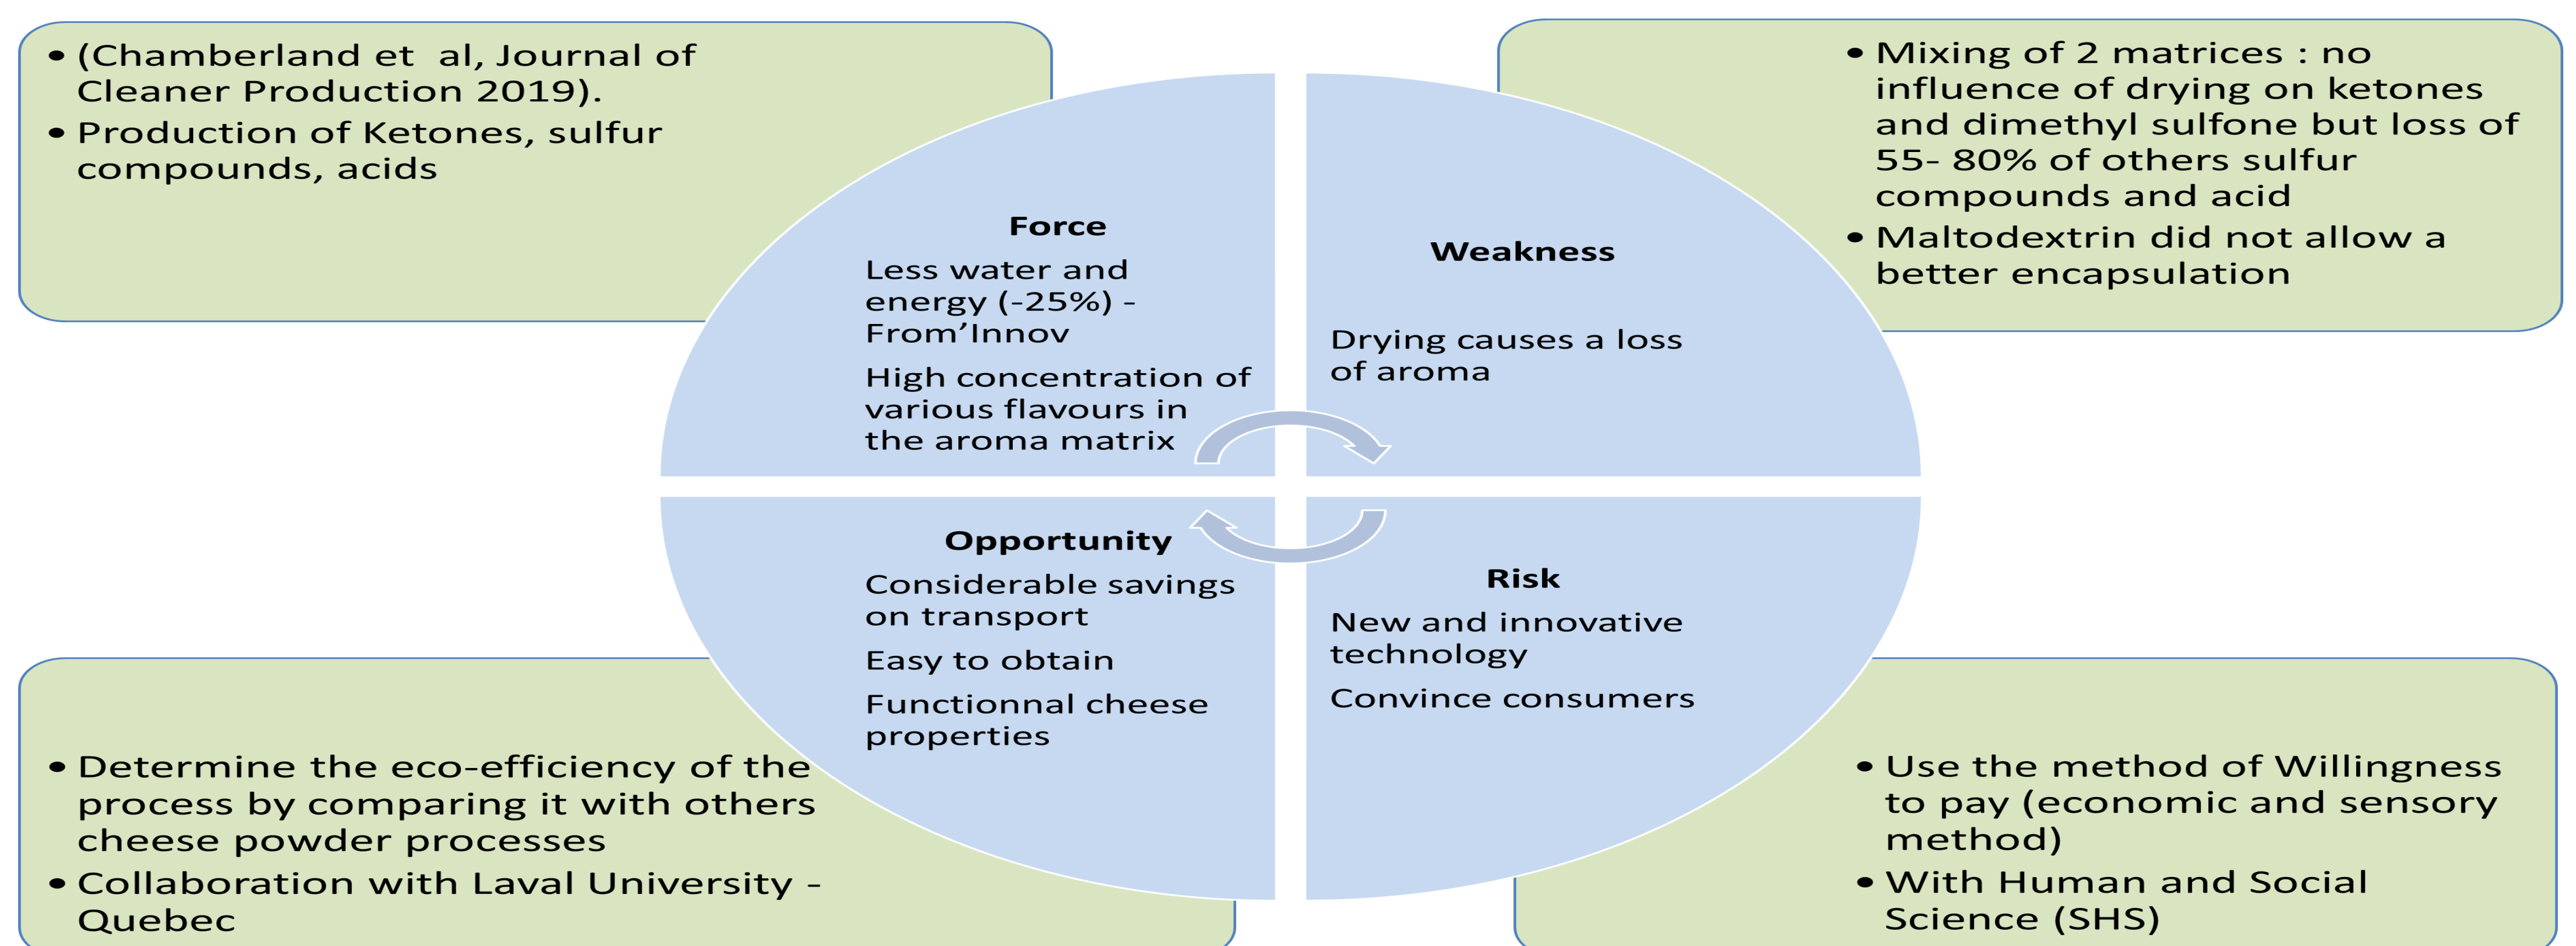 • (Chamberland et  al, Journal of
Cleaner Production 2019).
• Production of Ketones, sulfur
compounds, acids
• Mixing of 2 matrices : no
influence of drying on ketones
and dimethyl sulfone but loss of
55- 80% of others sulfur
compounds and acid
• Maltodextrin did not allow a
better encapsulation
Force
Less water and
energy (-25%) -
From’Innov
High concentration of
various flavours in
the aroma matrix
Weakness
Drying causes a loss
of aroma
Opportunity
Considerable savings
on transport
Easy to obtain
Functionnal cheese
properties
Risk
New and innovative
technology
Convince consumers
• Determine the eco-efficiency of the
process by comparing it with others
cheese powder processes
• Collaboration with Laval University -
Quebec
• Use the method of Willingness
to pay (economic and sensory
method)
• With Human and Social
Science (SHS)